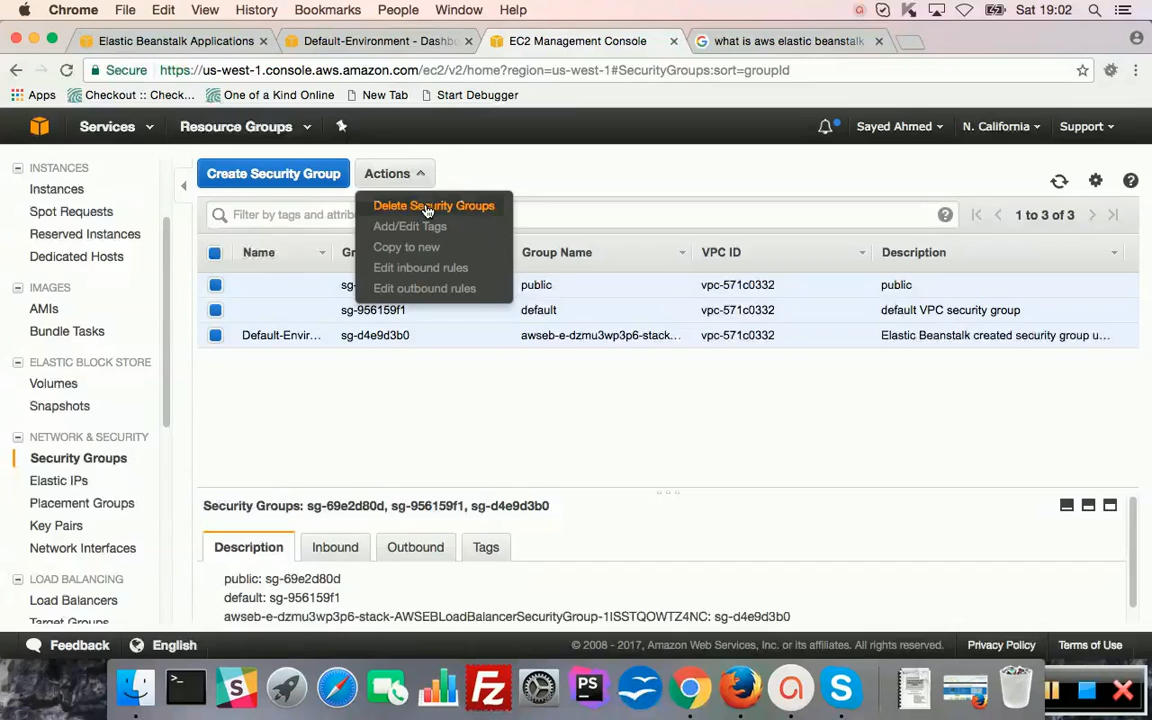 Chrome File Edit View History Bookmarks People Window Help Sat 19:02
Elastic Beanstalk Applications × Default-Environment - Dashbo × EC2 Management Console × what is aws elastic beanstalk ×
Secure https://us-west-1.console.aws.amazon.com/ec2/v2/home?region=us-west-1#SecurityGroups:sort=groupId
Apps Checkout :: Check... One of a Kind Online New Tab Start Debugger
Services Resource Groups Sayed Ahmed N. California Support
INSTANCES
Instances
Spot Requests
Reserved Instances
Dedicated Hosts
IMAGES
AMIs
Bundle Tasks
ELASTIC BLOCK STORE
Volumes
Snapshots
NETWORK & SECURITY
Security Groups
Elastic IPs
Placement Groups
Key Pairs
Network Interfaces
LOAD BALANCING
Load Balancers
Target Groups
Create Security Group Actions
Delete Security Groups
Add/Edit Tags
Copy to new
Edit inbound rules
Edit outbound rules
Filter by tags and attrib 1 to 3 of 3
Name Gr Group Name VPC ID Description
sg- public vpc-571c0332 public
sg-956159f1 default vpc-571c0332 default VPC security group
Default-Envir... sg-d4e9d3b0 awseb-e-dzmu3wp3p6-stack... vpc-571c0332 Elastic Beanstalk created security group u...
Security Groups: sg-69e2d80d, sg-956159f1, sg-d4e9d3b0
Description Inbound Outbound Tags
public: sg-69e2d80d
default: sg-956159f1
awseb-e-dzmu3wp3p6-stack-AWSEBLoadBalancerSecurityGroup-1ISSTQOWTZ4NC: sg-d4e9d3b0
Feedback English © 2008 - 2017, Amazon Web Services, Inc. or its affiliates. All rights reserved. Privacy Policy Terms of Use